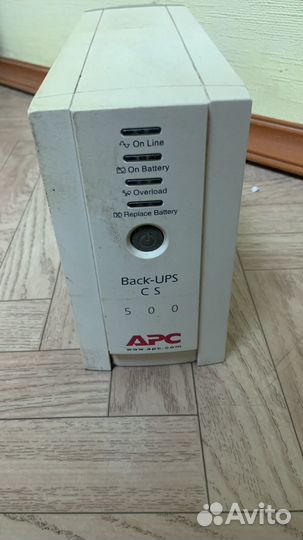 On Line
On Battery
Overload
Replace Battery
Back-UPS
CS
500
APC
www.apc.com
Avito